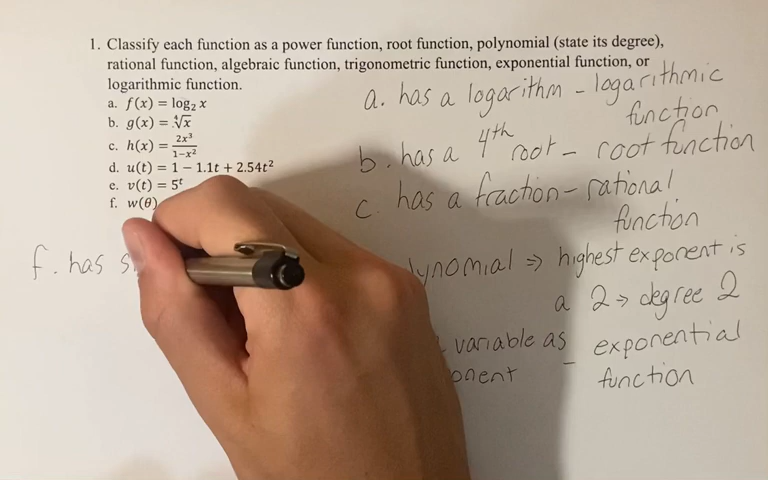 1. Classify each function as a power function, root function, polynomial (state its degree),
rational function, algebraic function, trigonometric function, exponential function, or
logarithmic function.
a. f(x) = log₂ x
b. g(x) = ∜x
c. h(x) = 2x³/(1−x²)
d. u(t) = 1 − 1.1t + 2.54t²
e. v(t) = 5ᵗ
f. w(θ)
a. has a logarithm - logarithmic
function
b. has a 4th root - root function
c. has a fraction - rational
function
⇒ highest exponent is
a 2 → degree 2
variable as
- exponential
function
f. has